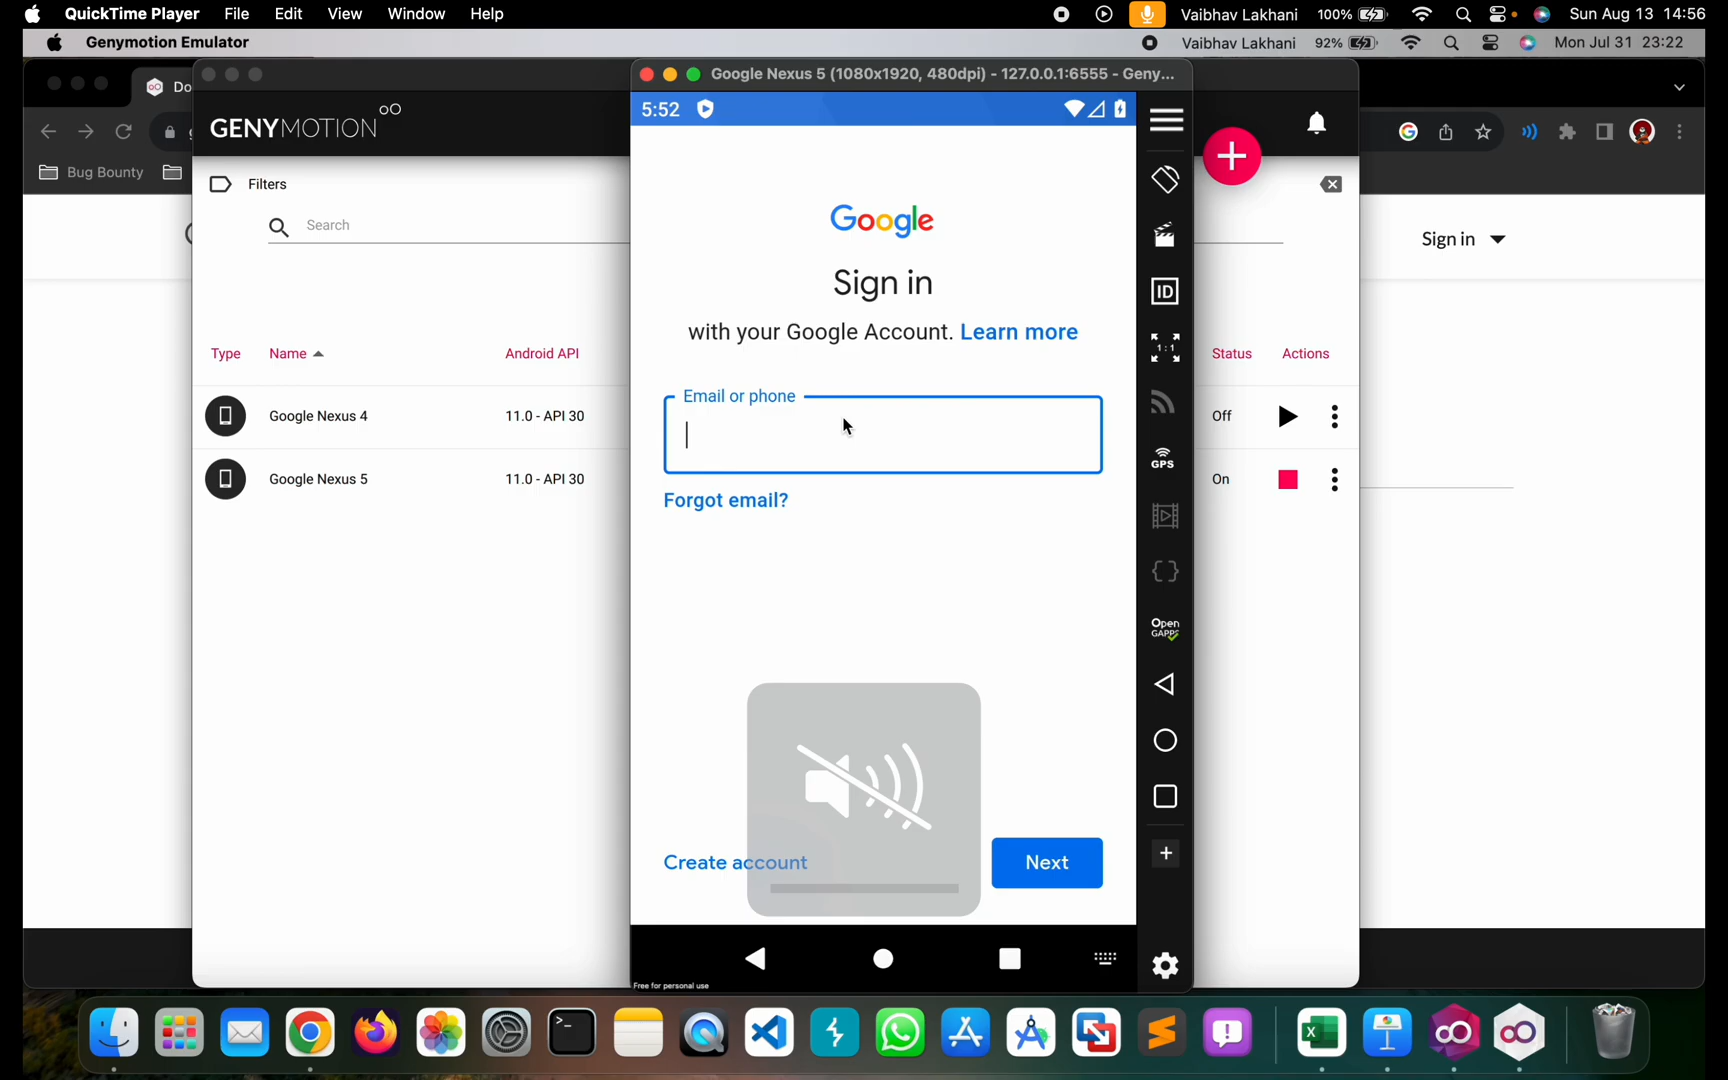 QuickTime Player File Edit View Window Help Vaibhav Lakhani 100% Sun Aug 13 14:56
Genymotion Emulator Vaibhav Lakhani 92% Mon Jul 31 23:22
Do
Google Nexus 5 (1080x1920, 480dpi) - 127.0.0.1:6555 - Geny...
GENYMOTION
5:52
Bug Bounty
Filters
Search
Sign in
Google
Sign in
with your Google Account. Learn more
Type Name Android API Status Actions
Email or phone
Google Nexus 4 11.0 - API 30 Off
Google Nexus 5 11.0 - API 30 On
Forgot email?
ID
1:1
GPS
Open
GAPPS
Create account Next
Free for personal use